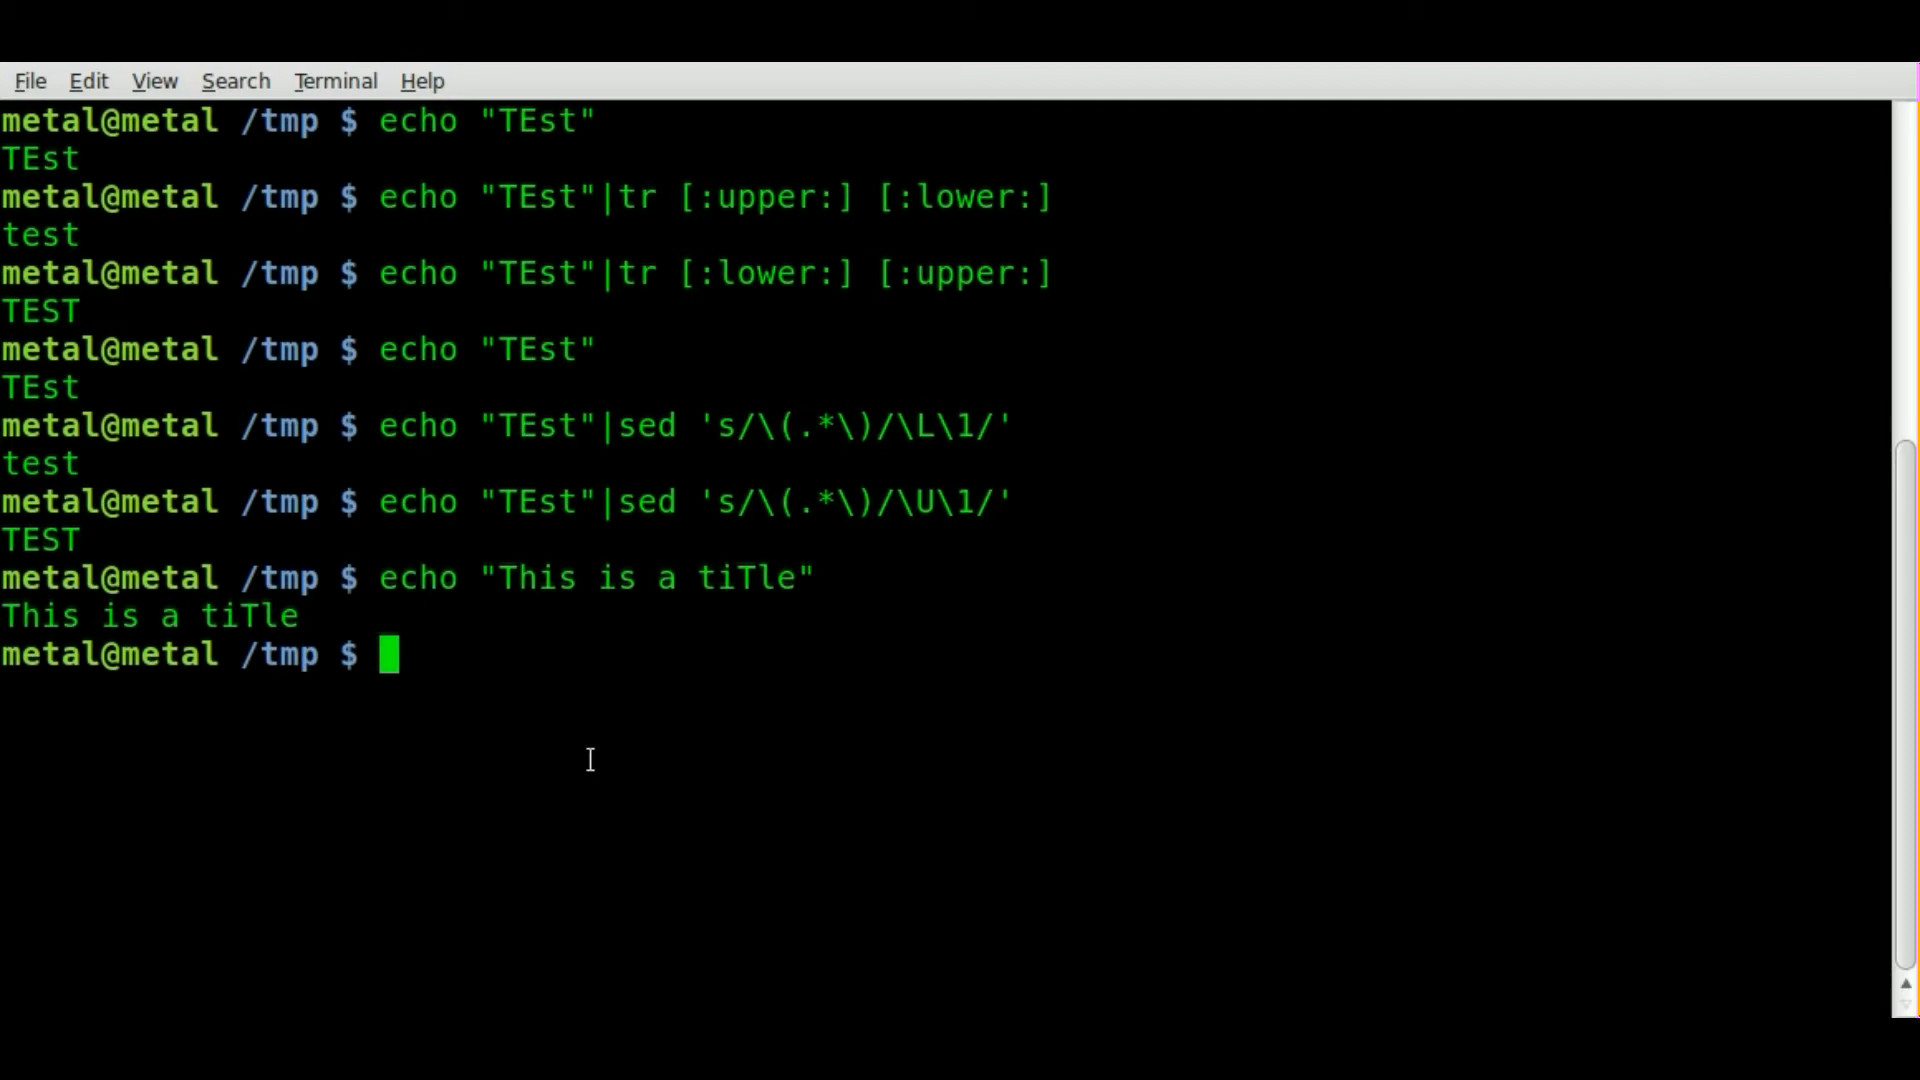 File Edit View Search Terminal Help
metal@metal /tmp $ echo "TEst"
TEst
metal@metal /tmp $ echo "TEst"|tr [:upper:] [:lower:]
test
metal@metal /tmp $ echo "TEst"|tr [:lower:] [:upper:]
TEST
metal@metal /tmp $ echo "TEst"
TEst
metal@metal /tmp $ echo "TEst"|sed 's/\(.*\)/\L\1/'
test
metal@metal /tmp $ echo "TEst"|sed 's/\(.*\)/\U\1/'
TEST
metal@metal /tmp $ echo "This is a tiTle"
This is a tiTle
metal@metal /tmp $